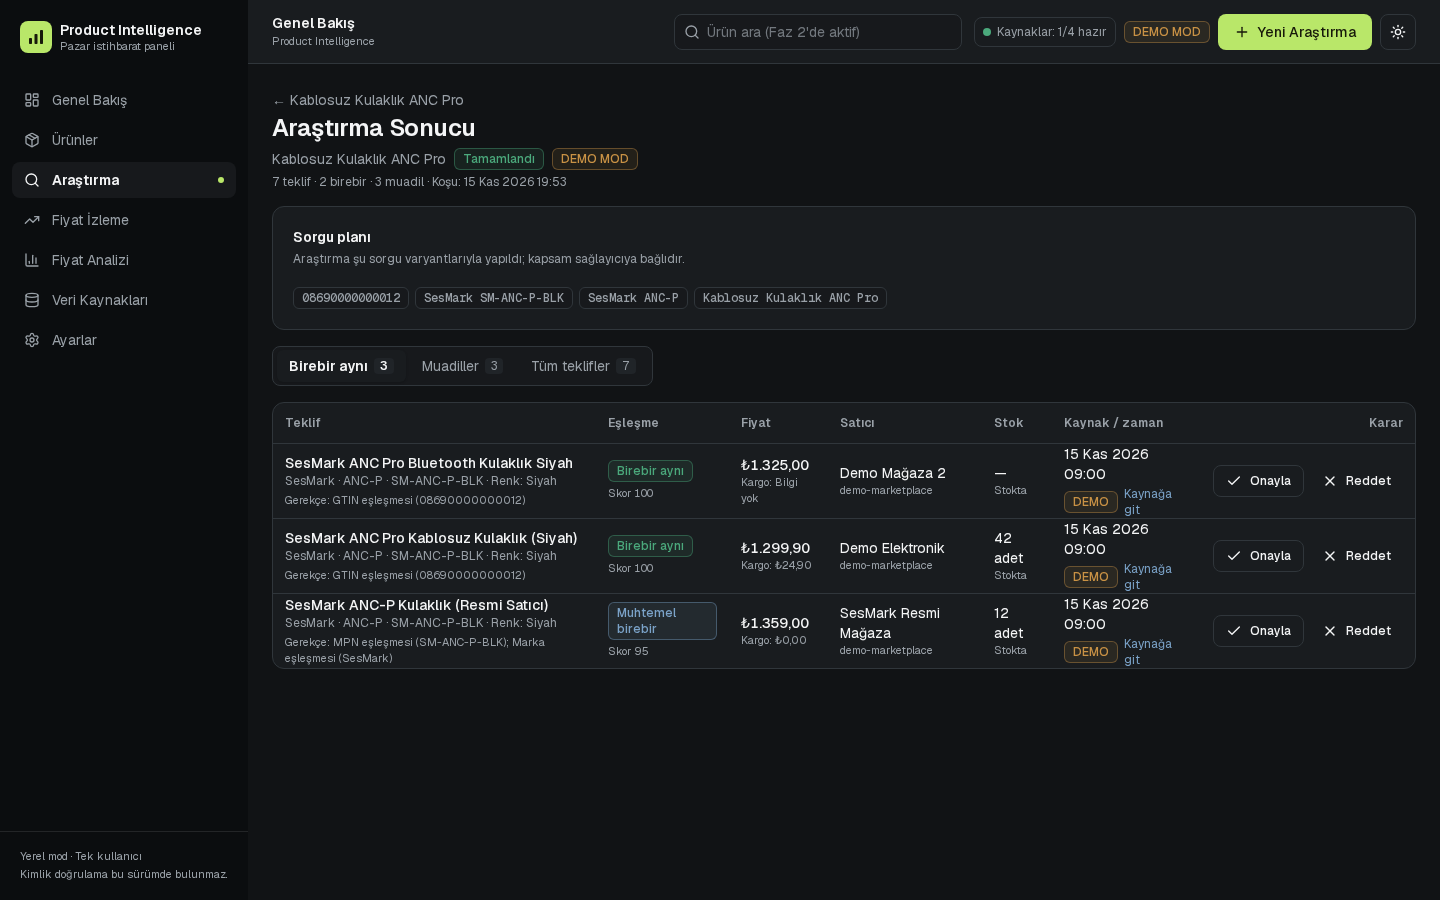 Product Intelligence
Pazar istihbarat paneli
Genel Bakış
Ürünler
Araştırma
Fiyat İzleme
Fiyat Analizi
Veri Kaynakları
Ayarlar
Yerel mod · Tek kullanıcı
Kimlik doğrulama bu sürümde bulunmaz.
Genel Bakış
Product Intelligence
Ürün ara (Faz 2'de aktif)
Kaynaklar: 1/4 hazır
DEMO MOD
Yeni Araştırma
← Kablosuz Kulaklık ANC Pro
Araştırma Sonucu
Kablosuz Kulaklık ANC Pro Tamamlandı DEMO MOD
7 teklif · 2 birebir · 3 muadil · Koşu: 15 Kas 2026 19:53
Sorgu planı
Araştırma şu sorgu varyantlarıyla yapıldı; kapsam sağlayıcıya bağlıdır.
08690000000012 SesMark SM-ANC-P-BLK SesMark ANC-P Kablosuz Kulaklık ANC Pro
Birebir aynı 3 Muadiller 3 Tüm teklifler 7
Teklif Eşleşme Fiyat Satıcı Stok Kaynak / zaman Karar
SesMark ANC Pro Bluetooth Kulaklık Siyah
SesMark · ANC-P · SM-ANC-P-BLK · Renk: Siyah
Gerekçe: GTIN eşleşmesi (08690000000012)
Birebir aynı
Skor 100
₺1.325,00
Kargo: Bilgi
yok
Demo Mağaza 2
demo-marketplace
—
Stokta
15 Kas 2026
09:00
DEMO
Kaynağa
git
Onayla
Reddet
SesMark ANC Pro Kablosuz Kulaklık (Siyah)
SesMark · ANC-P · SM-ANC-P-BLK · Renk: Siyah
Gerekçe: GTIN eşleşmesi (08690000000012)
Birebir aynı
Skor 100
₺1.299,90
Kargo: ₺24,90
Demo Elektronik
demo-marketplace
42
adet
Stokta
15 Kas 2026
09:00
DEMO
Kaynağa
git
Onayla
Reddet
SesMark ANC-P Kulaklık (Resmi Satıcı)
SesMark · ANC-P · SM-ANC-P-BLK · Renk: Siyah
Gerekçe: MPN eşleşmesi (SM-ANC-P-BLK); Marka
eşleşmesi (SesMark)
Muhtemel
birebir
Skor 95
₺1.359,00
Kargo: ₺0,00
SesMark Resmi
Mağaza
demo-marketplace
12
adet
Stokta
15 Kas 2026
09:00
DEMO
Kaynağa
git
Onayla
Reddet